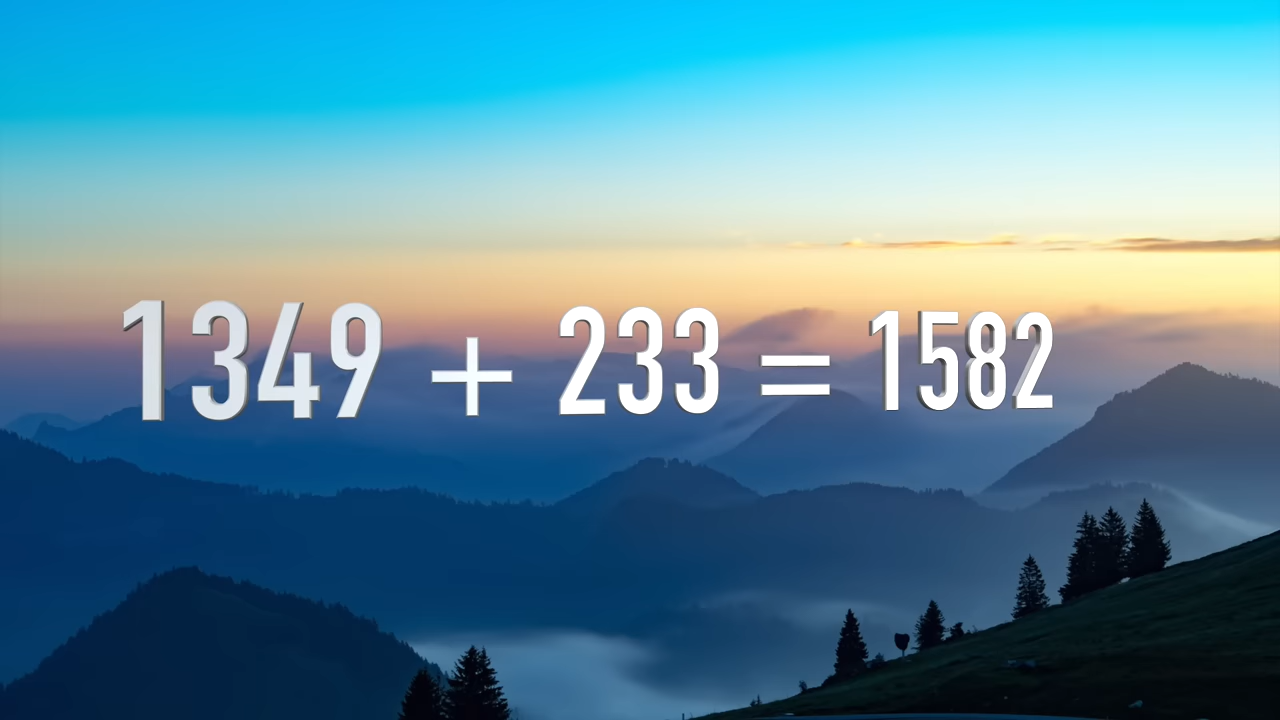 1349 + 233 = 1582